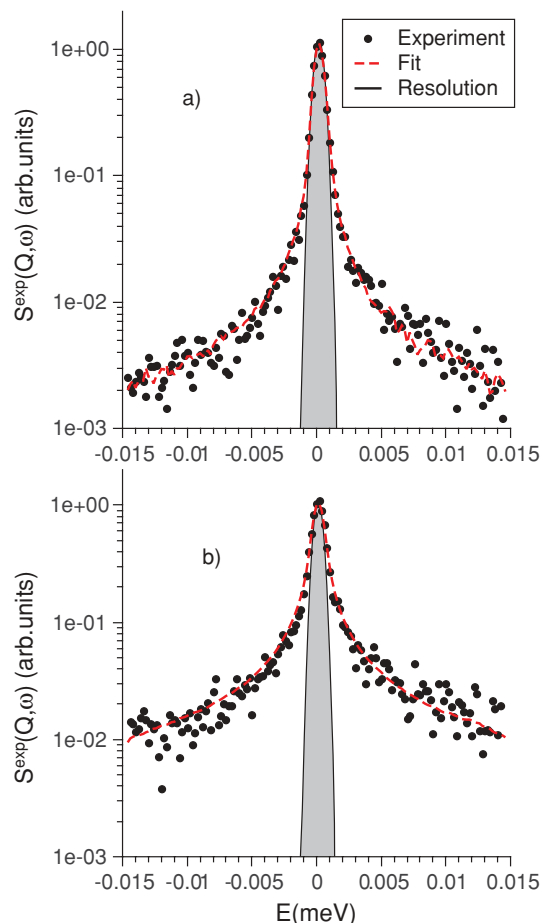 1e+00
1e-01
1e-02
1e-03
S^exp(Q,ω) (arb.units)
a)
Experiment
Fit
Resolution
-0.015 -0.01 -0.005 0 0.005 0.01 0.015
1e+00
1e-01
1e-02
1e-03
S^exp(Q,ω) (arb.units)
b)
-0.015 -0.01 -0.005 0 0.005 0.01 0.015
E(meV)